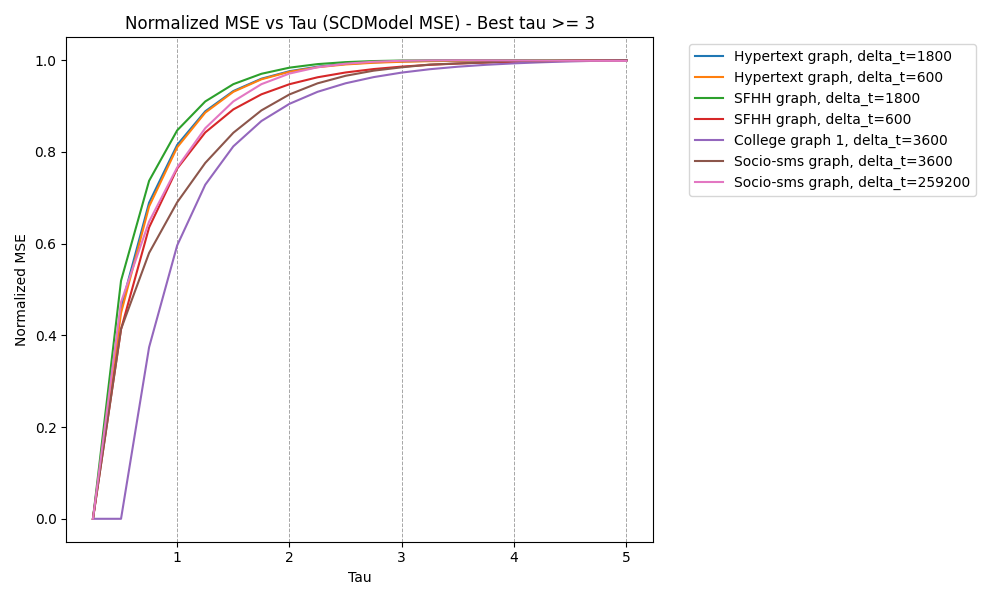 Normalized MSE vs Tau (SCDModel MSE) - Best tau >= 3
Normalized MSE
1.0
0.8
0.6
0.4
0.2
0.0
1 2 3 4 5
Tau
Hypertext graph, delta_t=1800
Hypertext graph, delta_t=600
SFHH graph, delta_t=1800
SFHH graph, delta_t=600
College graph 1, delta_t=3600
Socio-sms graph, delta_t=3600
Socio-sms graph, delta_t=259200